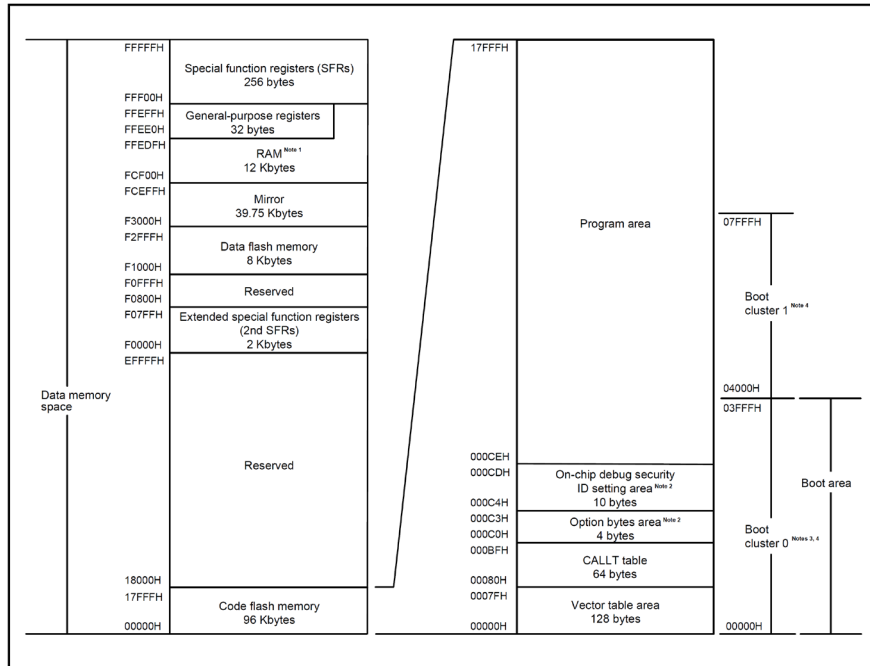 FFFFFH
Special function registers (SFRs)
256 bytes
FFF00H
FFEFFH
General-purpose registers
32 bytes
FFEE0H
FFEDFH
RAM Note 1
12 Kbytes
FCF00H
FCEFFH
Mirror
39.75 Kbytes
F3000H
F2FFFH
Data flash memory
8 Kbytes
F1000H
F0FFFH
Reserved
F0800H
F07FFH
Extended special function registers
(2nd SFRs)
2 Kbytes
F0000H
EFFFFH
Data memory
space
Reserved
18000H
17FFFH
Code flash memory
96 Kbytes
00000H
17FFFH
Program area
000CEH
000CDH
On-chip debug security
ID setting area Note 2
10 bytes
000C4H
000C3H
Option bytes area Note 2
4 bytes
000C0H
000BFH
CALLT table
64 bytes
00080H
0007FH
Vector table area
128 bytes
00000H
07FFFH
Boot
cluster 1 Note 4
04000H
03FFFH
Boot area
Boot
cluster 0 Notes 3, 4
00000H